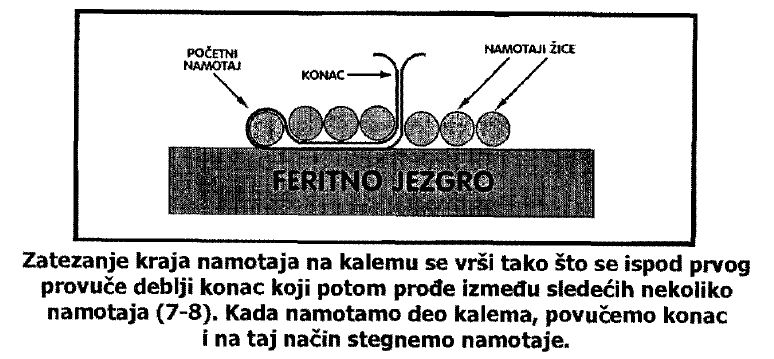 POČETNI
NAMOTAJ
KONAC
NAMOTAJI ŽICE
FERITNO JEZGRO
Zatezanje kraja namotaja na kalemu se vrši tako što se ispod prvog
provuče deblji konac koji potom prođe između sledećih nekoliko
namotaja (7-8). Kada namotamo deo kalema, povučemo konac
i na taj način stegnemo namotaje.